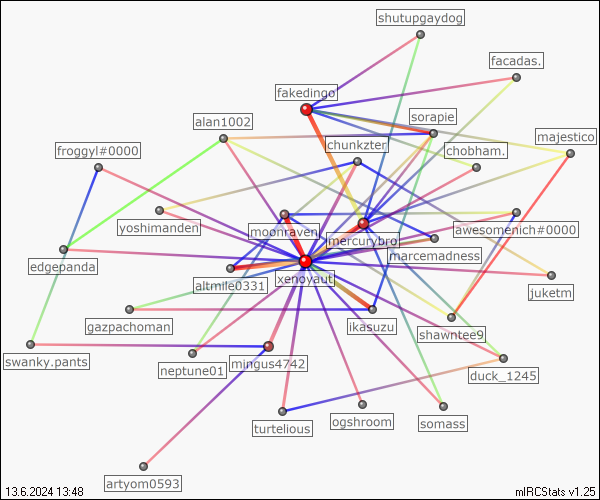 shutupgaydog
facadas.
fakedingo
sorapie
alan1002
majestico
chunkzter
froggyl#0000
chobham.
yoshimanden
moonraven
awesomenich#0000
mercurybro
marcemadness
edgepanda
xenoyaut
altmile0331
juketm
gazpachoman
ikasuzu
shawntee9
swanky.pants
mingus4742
neptune01
duck_1245
turtelious
ogshroom
somass
artyom0593
13.6.2024 13:48
mIRCStats v1.25